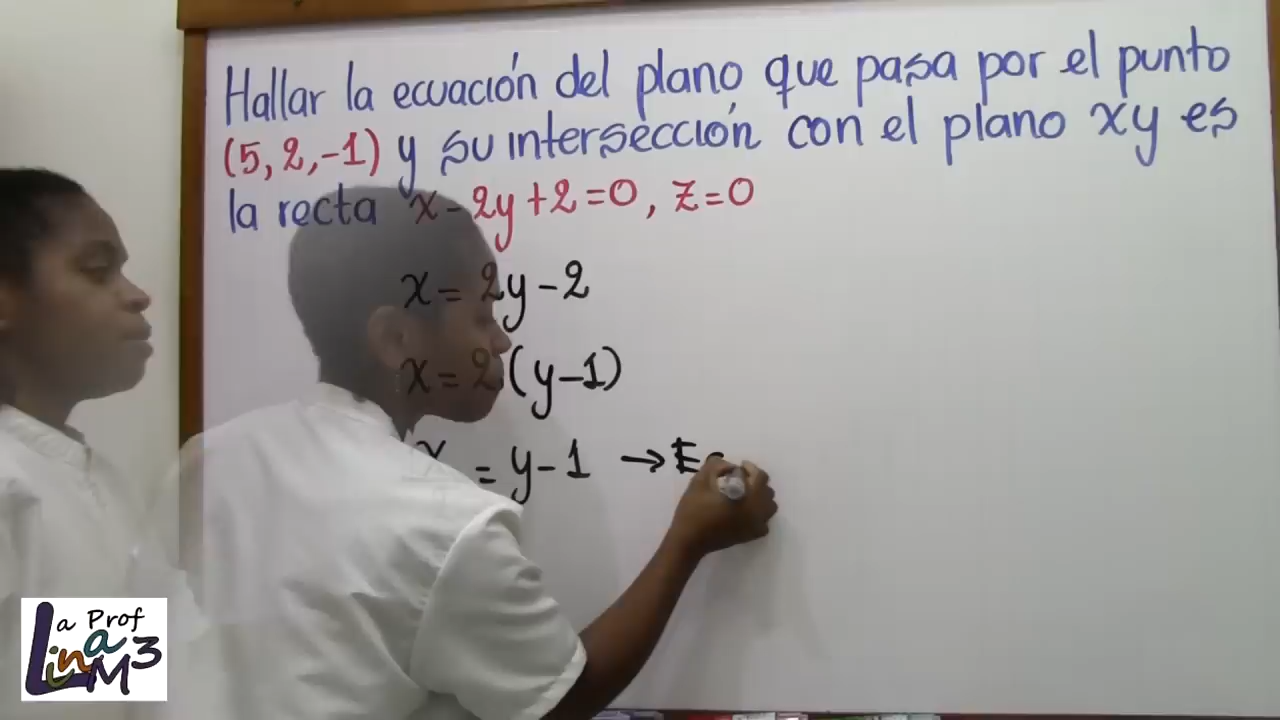 Hallar la ecuación del plano que pasa por el punto
(5, 2, -1) y su intersección con el plano xy es
la recta x - 2y + 2 = 0, z = 0
x = 2y - 2
x = 2 (y - 1)
x = y - 1 → Ec
La Prof
Lina M3